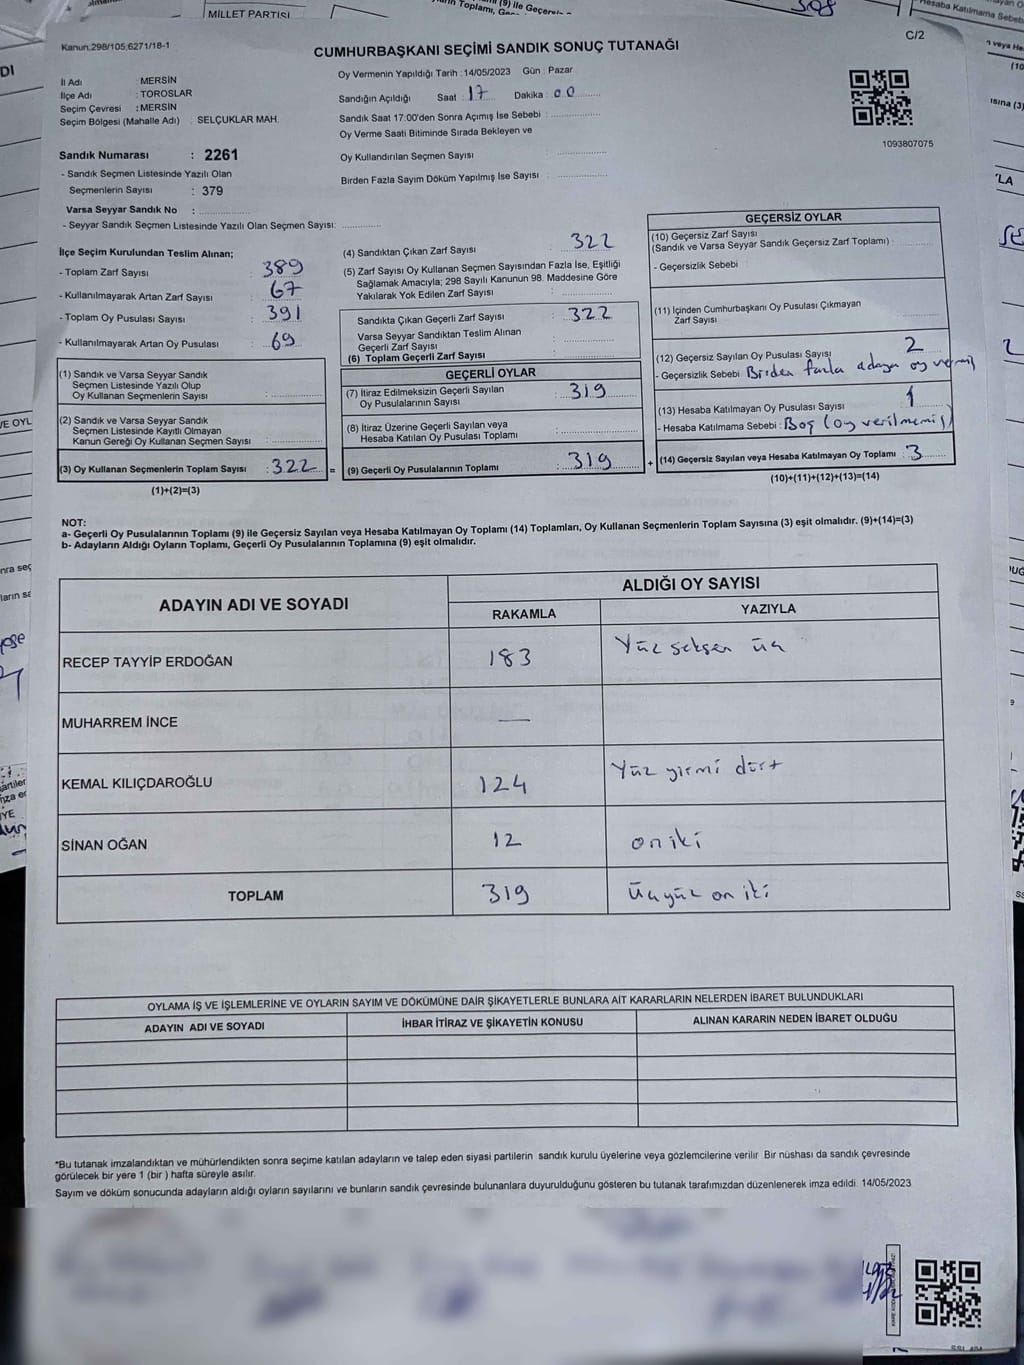 MİLLET PARTİSİ
Kanun:298/105;6271/18-1
C/2
CUMHURBAŞKANI SEÇİMİ SANDIK SONUÇ TUTANAĞI
İl Adı : MERSİN
İlçe Adı : TOROSLAR
Seçim Çevresi : MERSİN
Seçim Bölgesi (Mahalle Adı) : SELÇUKLAR MAH.
Oy Vermenin Yapıldığı Tarih : 14/05/2023 Gün : Pazar
Sandığın Açıldığı Saat : 17 Dakika : 00
Sandık Saat 17:00'den Sonra Açımış İse Sebebi :
Oy Verme Saati Bitiminde Sırada Bekleyen ve
Oy Kullandırılan Seçmen Sayısı :
Birden Fazla Sayım Döküm Yapılmış İse Sayısı :
1093807075
Sandık Numarası : 2261
- Sandık Seçmen Listesinde Yazılı Olan
Seçmenlerin Sayısı : 379
Varsa Seyyar Sandık No :
- Seyyar Sandık Seçmen Listesinde Yazılı Olan Seçmen Sayısı:
İlçe Seçim Kurulundan Teslim Alınan;
- Toplam Zarf Sayısı : 389
- Kullanılmayarak Artan Zarf Sayısı : 67
- Toplam Oy Pusulası Sayısı : 391
- Kullanılmayarak Artan Oy Pusulası : 69
(1) Sandık ve Varsa Seyyar Sandık
Seçmen Listesinde Yazılı Olup
Oy Kullanan Seçmenlerin Sayısı :
(2) Sandık ve Varsa Seyyar Sandık
Seçmen Listesinde Kayıtlı Olmayan
Kanun Gereği Oy Kullanan Seçmen Sayısı :
(3) Oy Kullanan Seçmenlerin Toplam Sayısı : 322 =
(1)+(2)=(3)
(4) Sandıktan Çıkan Zarf Sayısı : 322
(5) Zarf Sayısı Oy Kullanan Seçmen Sayısından Fazla İse, Eşitliği
Sağlamak Amacıyla; 298 Sayılı Kanunun 98. Maddesine Göre
Yakılarak Yok Edilen Zarf Sayısı :
Sandıkta Çıkan Geçerli Zarf Sayısı : 322
Varsa Seyyar Sandıktan Teslim Alınan
Geçerli Zarf Sayısı :
(6) Toplam Geçerli Zarf Sayısı :
GEÇERLİ OYLAR
(7) İtiraz Edilmeksizin Geçerli Sayılan
Oy Pusulalarının Sayısı : 319
(8) İtiraz Üzerine Geçerli Sayılan veya
Hesaba Katılan Oy Pusulası Toplamı :
(9) Geçerli Oy Pusulalarının Toplamı : 319 +
GEÇERSİZ OYLAR
(10) Geçersiz Zarf Sayısı
(Sandık ve Varsa Seyyar Sandık Geçersiz Zarf Toplamı) :
- Geçersizlik Sebebi :
(11) İçinden Cumhurbaşkanı Oy Pusulası Çıkmayan
Zarf Sayısı :
(12) Geçersiz Sayılan Oy Pusulası Sayısı : 2
- Geçersizlik Sebebi : Birden fazla adaya oy vermiş
(13) Hesaba Katılmayan Oy Pusulası Sayısı : 1
- Hesaba Katılmama Sebebi : Boş (oy verilmemiş)
(14) Geçersiz Sayılan veya Hesaba Katılmayan Oy Toplamı : 3
(10)+(11)+(12)+(13)=(14)
NOT:
a- Geçerli Oy Pusulalarının Toplamı (9) ile Geçersiz Sayılan veya Hesaba Katılmayan Oy Toplamı (14) Toplamları, Oy Kullanan Seçmenlerin Toplam Sayısına (3) eşit olmalıdır. (9)+(14)=(3)
b- Adayların Aldığı Oyların Toplamı, Geçerli Oy Pusulalarının Toplamına (9) eşit olmalıdır.
ADAYIN ADI VE SOYADI
ALDIĞI OY SAYISI
RAKAMLA YAZIYLA
RECEP TAYYİP ERDOĞAN 183 Yüz seksen üç
MUHARREM İNCE —
KEMAL KILIÇDAROĞLU 124 Yüz yirmi dört
SİNAN OĞAN 12 on iki
TOPLAM 319 üçyüz on iki
OYLAMA İŞ VE İŞLEMLERİNE VE OYLARIN SAYIM VE DÖKÜMÜNE DAİR ŞİKAYETLERLE BUNLARA AİT KARARLARIN NELERDEN İBARET BULUNDUKLARI
ADAYIN ADI VE SOYADI İHBAR İTİRAZ VE ŞİKAYETİN KONUSU ALINAN KARARIN NEDEN İBARET OLDUĞU
*Bu tutanak imzalandıktan ve mühürlendikten sonra seçime katılan adayların ve talep eden siyasi partilerin sandık kurulu üyelerine veya gözlemcilerine verilir. Bir nüshası da sandık çevresinde
görülecek bir yere 1 (bir) hafta süreyle asılır.
Sayım ve döküm sonucunda adayların aldığı oyların sayılarını ve bunların sandık çevresinde bulunanlara duyurulduğunu gösteren bu tutanak tarafımızdan düzenlenerek imza edildi. 14/05/2023